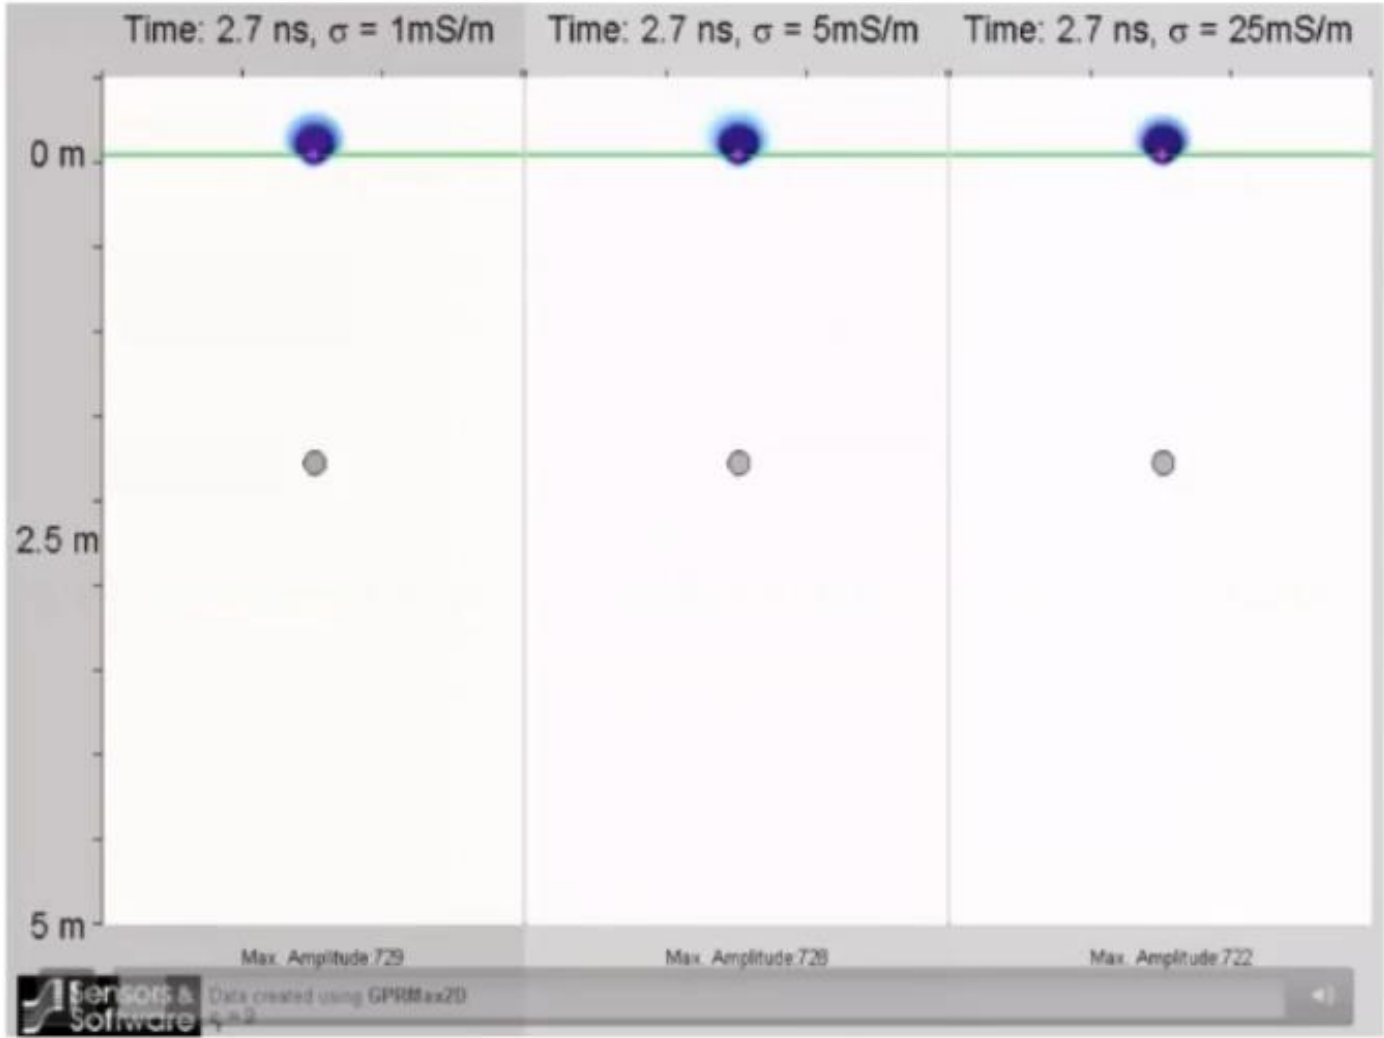 Time: 2.7 ns, σ = 1mS/m
Time: 2.7 ns, σ = 5mS/m
Time: 2.7 ns, σ = 25mS/m
0 m
2.5 m
5 m
Max. Amplitude:729
Max. Amplitude:728
Max. Amplitude:722
Sensors &
Software
Data created using GPRMax2D